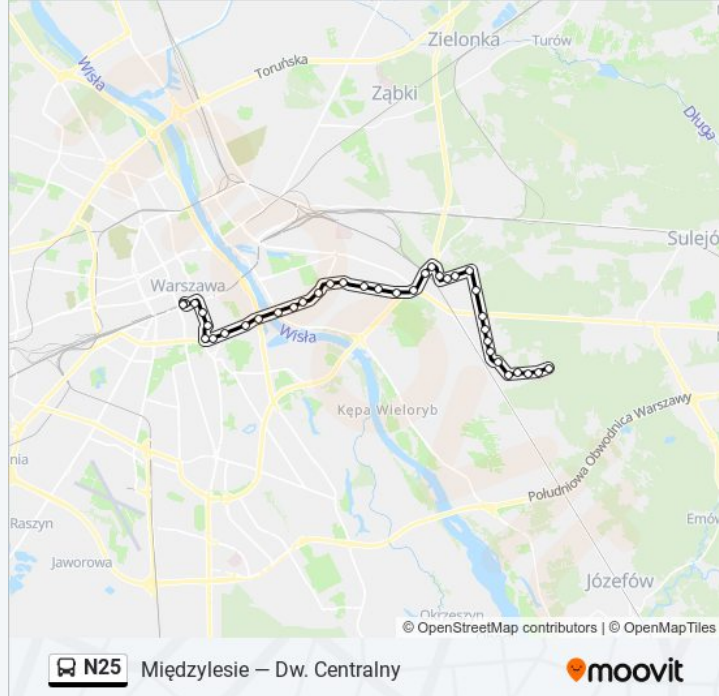 Zielonka
Turów
Wisła
Toruńska
Ząbki
Długa
Sulejó
Warszawa
Wisła
Kępa Wieloryb
Południowa Obwodnica Warszawy
nia
Raszyn
Emów
Jaworowa
Józefów
Okrzeszyn
© OpenStreetMap contributors | © OpenMapTiles
N25 Międzylesie — Dw. Centralny
moovit